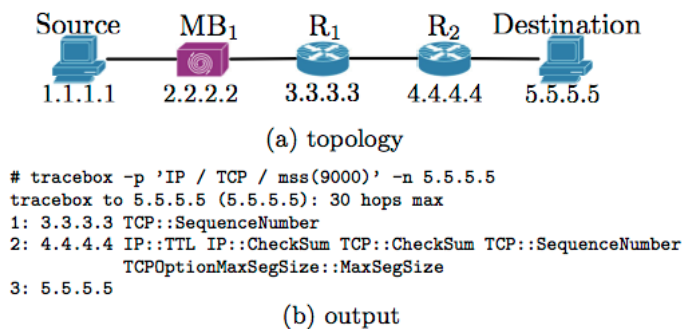 Source MB₁ R₁ R₂ Destination
1.1.1.1 2.2.2.2 3.3.3.3 4.4.4.4 5.5.5.5
(a) topology
# tracebox -p 'IP / TCP / mss(9000)' -n 5.5.5.5
tracebox to 5.5.5.5 (5.5.5.5): 30 hops max
1: 3.3.3.3 TCP::SequenceNumber
2: 4.4.4.4 IP::TTL IP::CheckSum TCP::CheckSum TCP::SequenceNumber
TCPOptionMaxSegSize::MaxSegSize
3: 5.5.5.5
(b) output